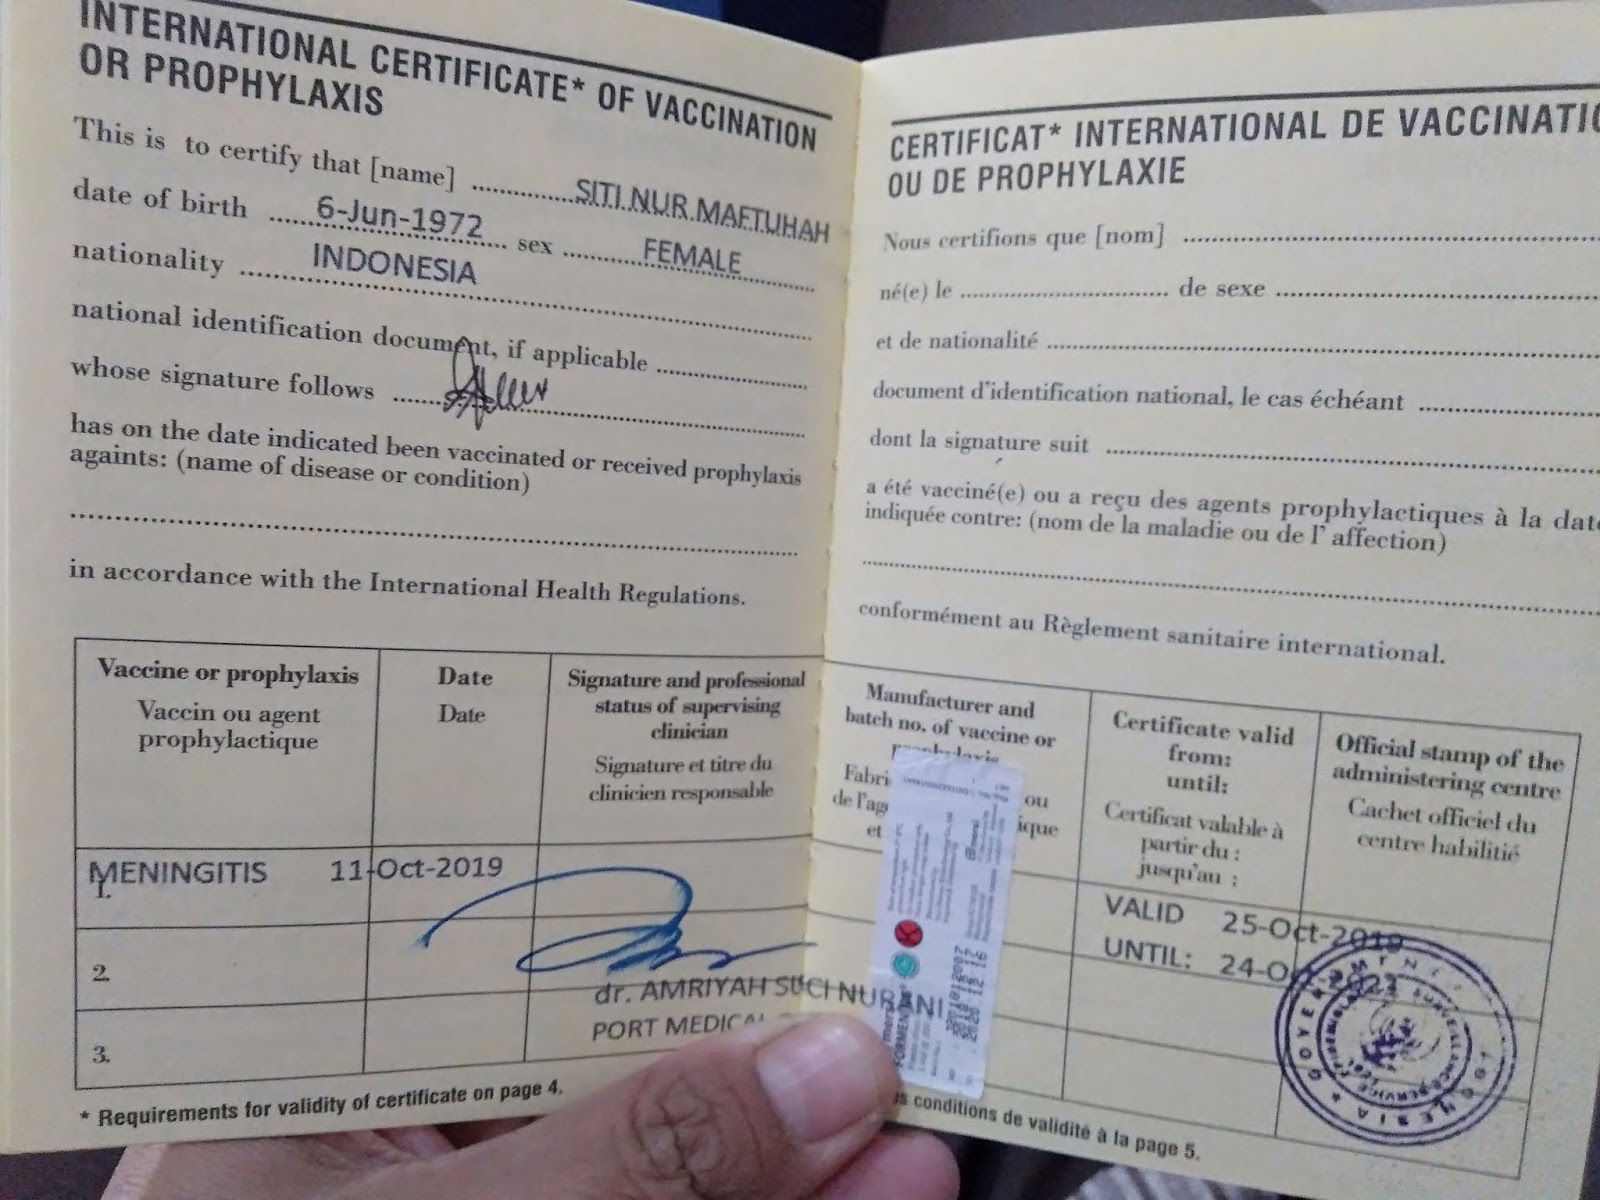 INTERNATIONAL CERTIFICATE* OF VACCINATION
OR PROPHYLAXIS
This is to certify that [name] .............. SITI NUR MAFTUHAH
date of birth ...... 6-Jun-1972 ...... sex ...... FEMALE
nationality ...... INDONESIA
national identification document, if applicable ......
whose signature follows ......
has on the date indicated been vaccinated or received prophylaxis
againts: (name of disease or condition)
in accordance with the International Health Regulations.
Vaccine or prophylaxis
Vaccin ou agent
prophylactique
Date
Date
Signature and professional
status of supervising
clinician
Signature et titre du
clinicien responsable
MENINGITIS 11-Oct-2019
1.
2.
3.
dr. AMRIYAH SUCI NURANI
PORT MEDICAL
* Requirements for validity of certificate on page 4.
CERTIFICAT* INTERNATIONAL DE VACCINATIO
OU DE PROPHYLAXIE
Nous certifions que [nom] ......
né(e) le ...... de sexe ......
et de nationalité ......
document d'identification national, le cas échéant ......
dont la signature suit ......
a été vacciné(e) ou a reçu des agents prophylactiques à la date
indiquée contre: (nom de la maladie ou de l' affection)
conformément au Règlement sanitaire international.
Manufacturer and
batch no. of vaccine or
prophylaxis
Fabri ou
de l'age ique
et
Certificate valid
from:
until:
Certificat valable à
partir du :
jusqu'au :
Official stamp of the
administering centre
Cachet officiel du
centre habilitié
VALID 25-Oct-2019
UNTIL: 24-O
s conditions de validité à la page 5.